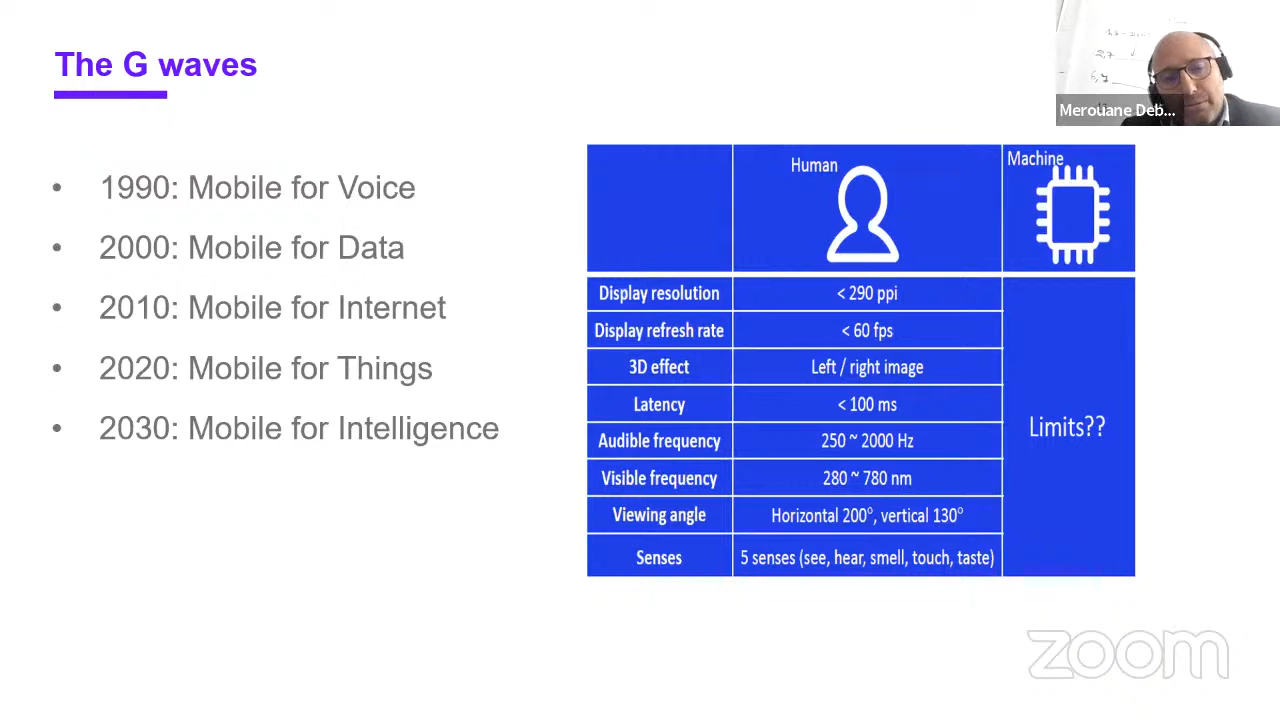 The G waves
• 1990: Mobile for Voice
• 2000: Mobile for Data
• 2010: Mobile for Internet
• 2020: Mobile for Things
• 2030: Mobile for Intelligence
Merouane Deb...
Human Machine
Display resolution < 290 ppi
Display refresh rate < 60 fps
3D effect Left / right image
Latency < 100 ms
Limits??
Audible frequency 250 ~ 2000 Hz
Visible frequency 280 ~ 780 nm
Viewing angle Horizontal 200°, vertical 130°
Senses 5 senses (see, hear, smell, touch, taste)
zoom